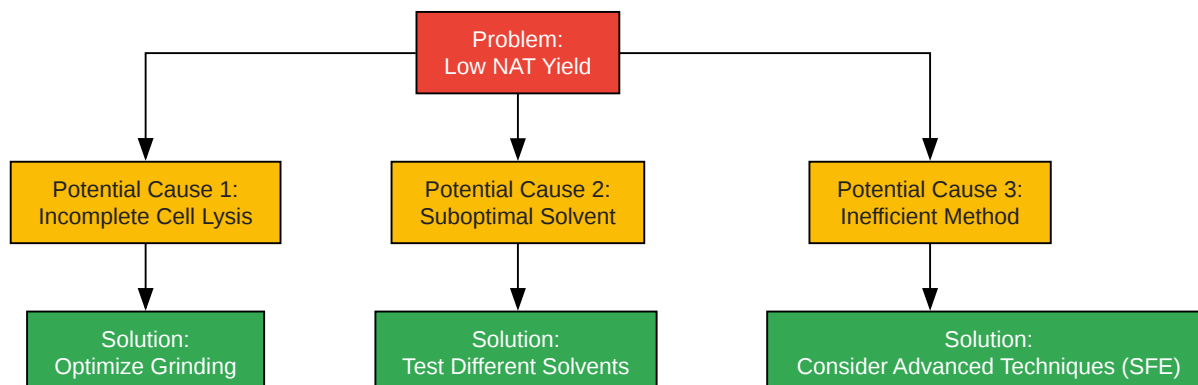 Problem:
Low NAT Yield
Potential Cause 1:
Incomplete Cell Lysis
Potential Cause 2:
Suboptimal Solvent
Potential Cause 3:
Inefficient Method
Solution:
Optimize Grinding
Solution:
Test Different Solvents
Solution:
Consider Advanced Techniques (SFE)